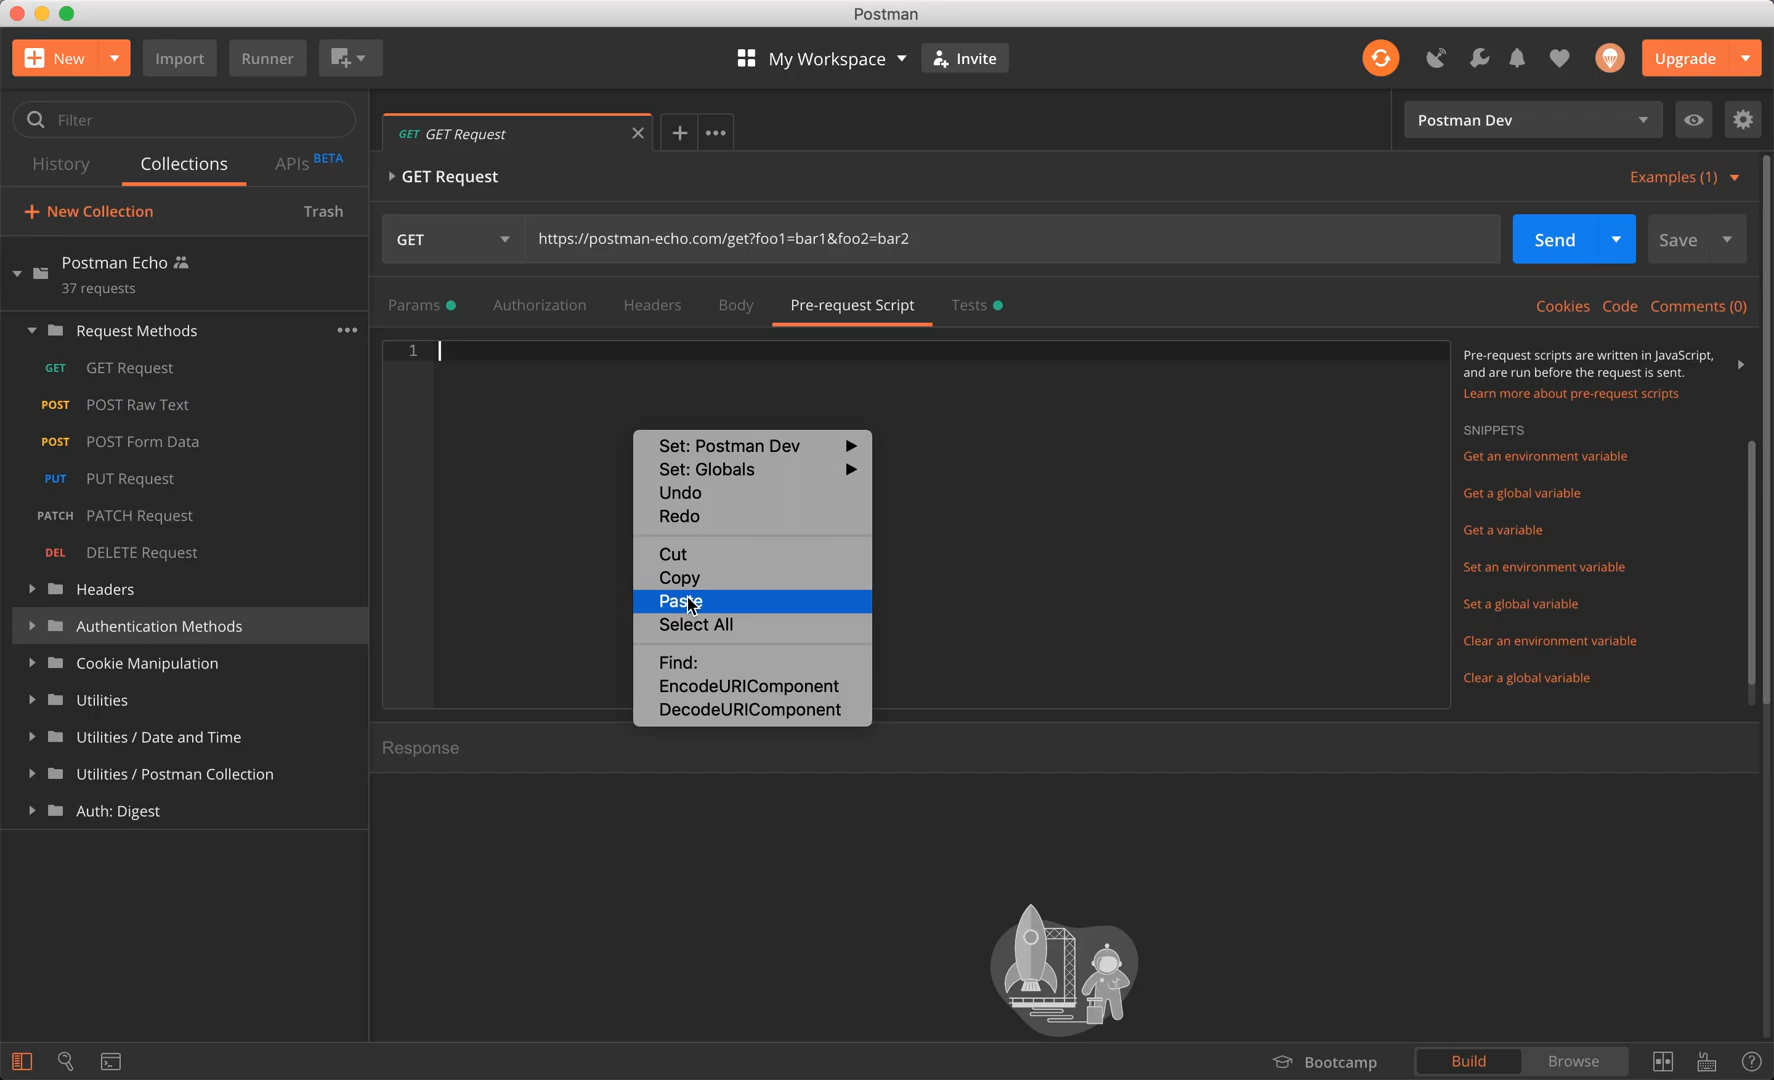 Postman
New
Import
Runner
My Workspace
Invite
Upgrade
Filter
History
Collections
APIs BETA
New Collection
Trash
Postman Echo
37 requests
Request Methods
GET GET Request
POST POST Raw Text
POST POST Form Data
PUT PUT Request
PATCH PATCH Request
DEL DELETE Request
Headers
Authentication Methods
Cookie Manipulation
Utilities
Utilities / Date and Time
Utilities / Postman Collection
Auth: Digest
GET GET Request
Postman Dev
GET Request
Examples (1)
GET
https://postman-echo.com/get?foo1=bar1&foo2=bar2
Send
Save
Params
Authorization
Headers
Body
Pre-request Script
Tests
Cookies
Code
Comments (0)
1
Set: Postman Dev
Set: Globals
Undo
Redo
Cut
Copy
Paste
Select All
Find:
EncodeURIComponent
DecodeURIComponent
Pre-request scripts are written in JavaScript,
and are run before the request is sent.
Learn more about pre-request scripts
SNIPPETS
Get an environment variable
Get a global variable
Get a variable
Set an environment variable
Set a global variable
Clear an environment variable
Clear a global variable
Response
Bootcamp
Build
Browse